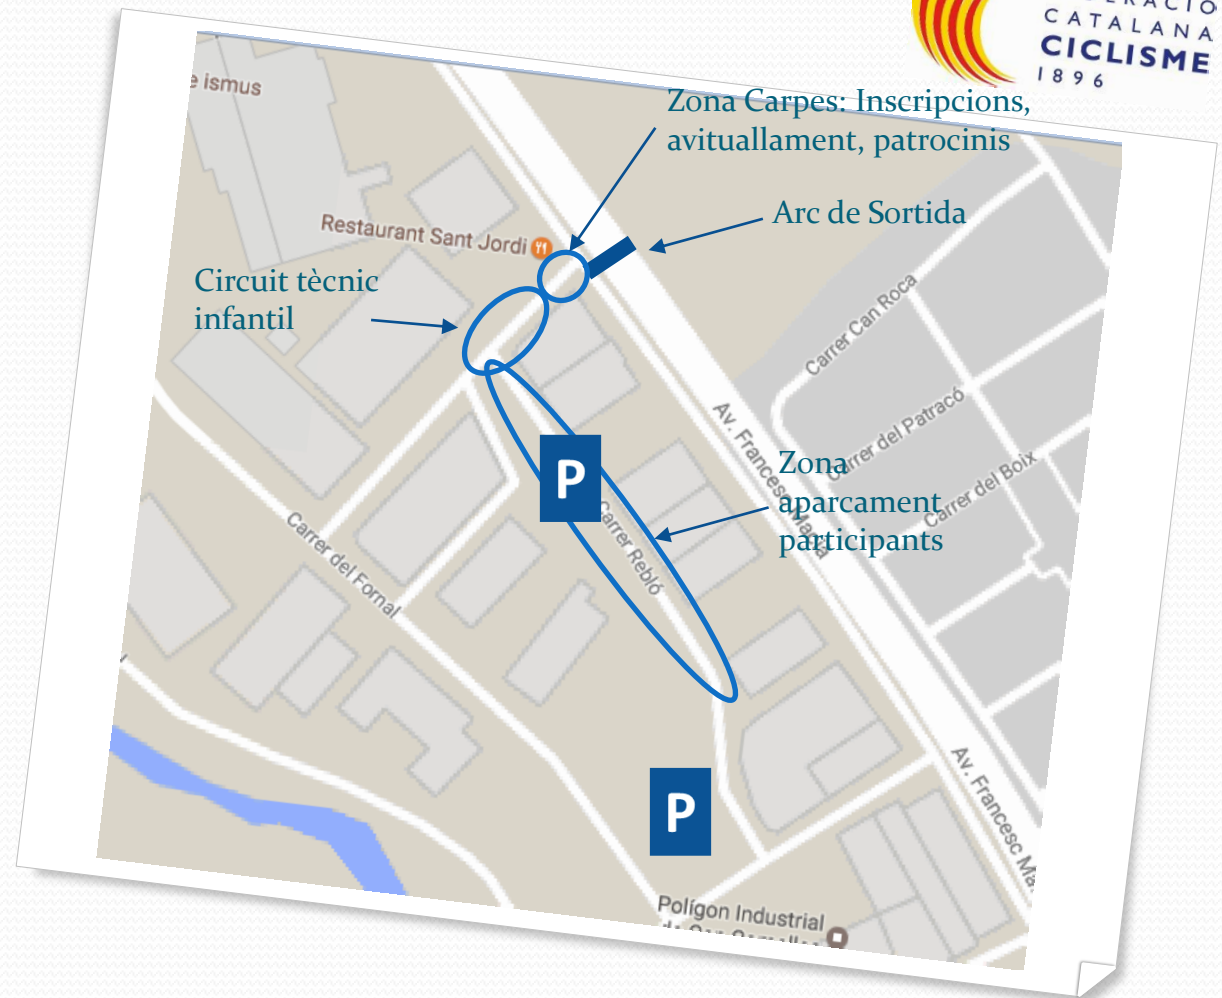 CATALANA
CICLISME
1896
Zona Carpes: Inscripcions,
avituallament, patrocinis
ismus
Arc de Sortida
Restaurant Sant Jordi
Circuit tècnic
infantil
Carrer Can Roca
Carrer del Patracó
Av. Francesc Macià
Zona
aparcament
participants
Carrer del Boix
P
Carrer Rebló
Carrer del Fornal
Av. Francesc
P
Polígon Industrial